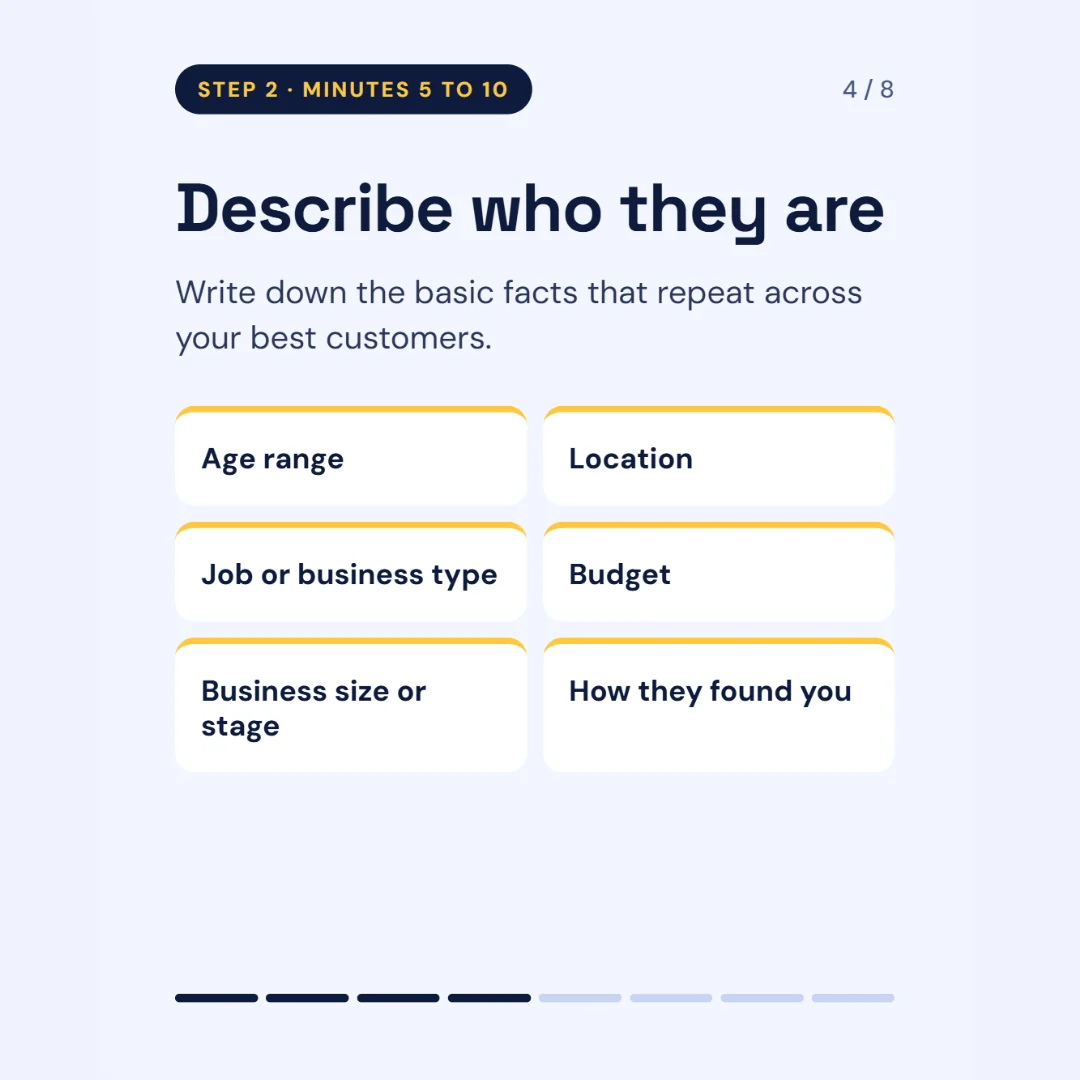 STEP 2 · MINUTES 5 TO 10
4 / 8
Describe who they are
Write down the basic facts that repeat across
your best customers.
Age range
Location
Job or business type
Budget
Business size or
stage
How they found you